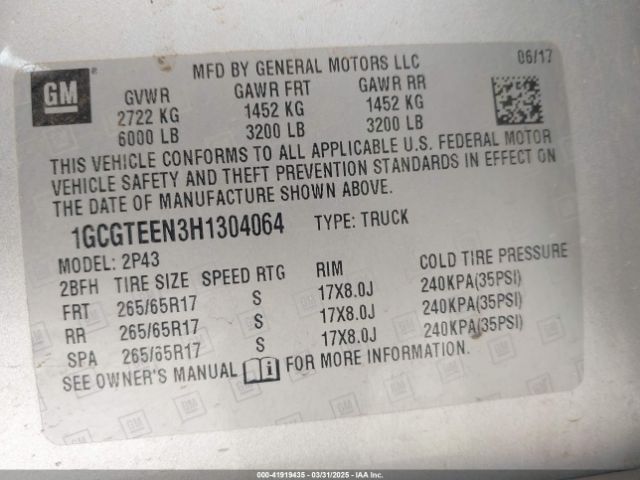 GM
MFD BY GENERAL MOTORS LLC 06/17
GVWR GAWR FRT GAWR RR
2722 KG 1452 KG 1452 KG
6000 LB 3200 LB 3200 LB
THIS VEHICLE CONFORMS TO ALL APPLICABLE U.S. FEDERAL MOTOR
VEHICLE SAFETY AND THEFT PREVENTION STANDARDS IN EFFECT ON
THE DATE OF MANUFACTURE SHOWN ABOVE.
1GCGTEEN3H1304064 TYPE: TRUCK
MODEL: 2P43
2BFH TIRE SIZE SPEED RTG RIM COLD TIRE PRESSURE
FRT 265/65R17 S 17X8.0J 240KPA(35PSI)
RR 265/65R17 S 17X8.0J 240KPA(35PSI)
SPA 265/65R17 S 17X8.0J 240KPA(35PSI)
SEE OWNER'S MANUAL i FOR MORE INFORMATION.
000-41919435 - 03/31/2025 - IAA Inc.